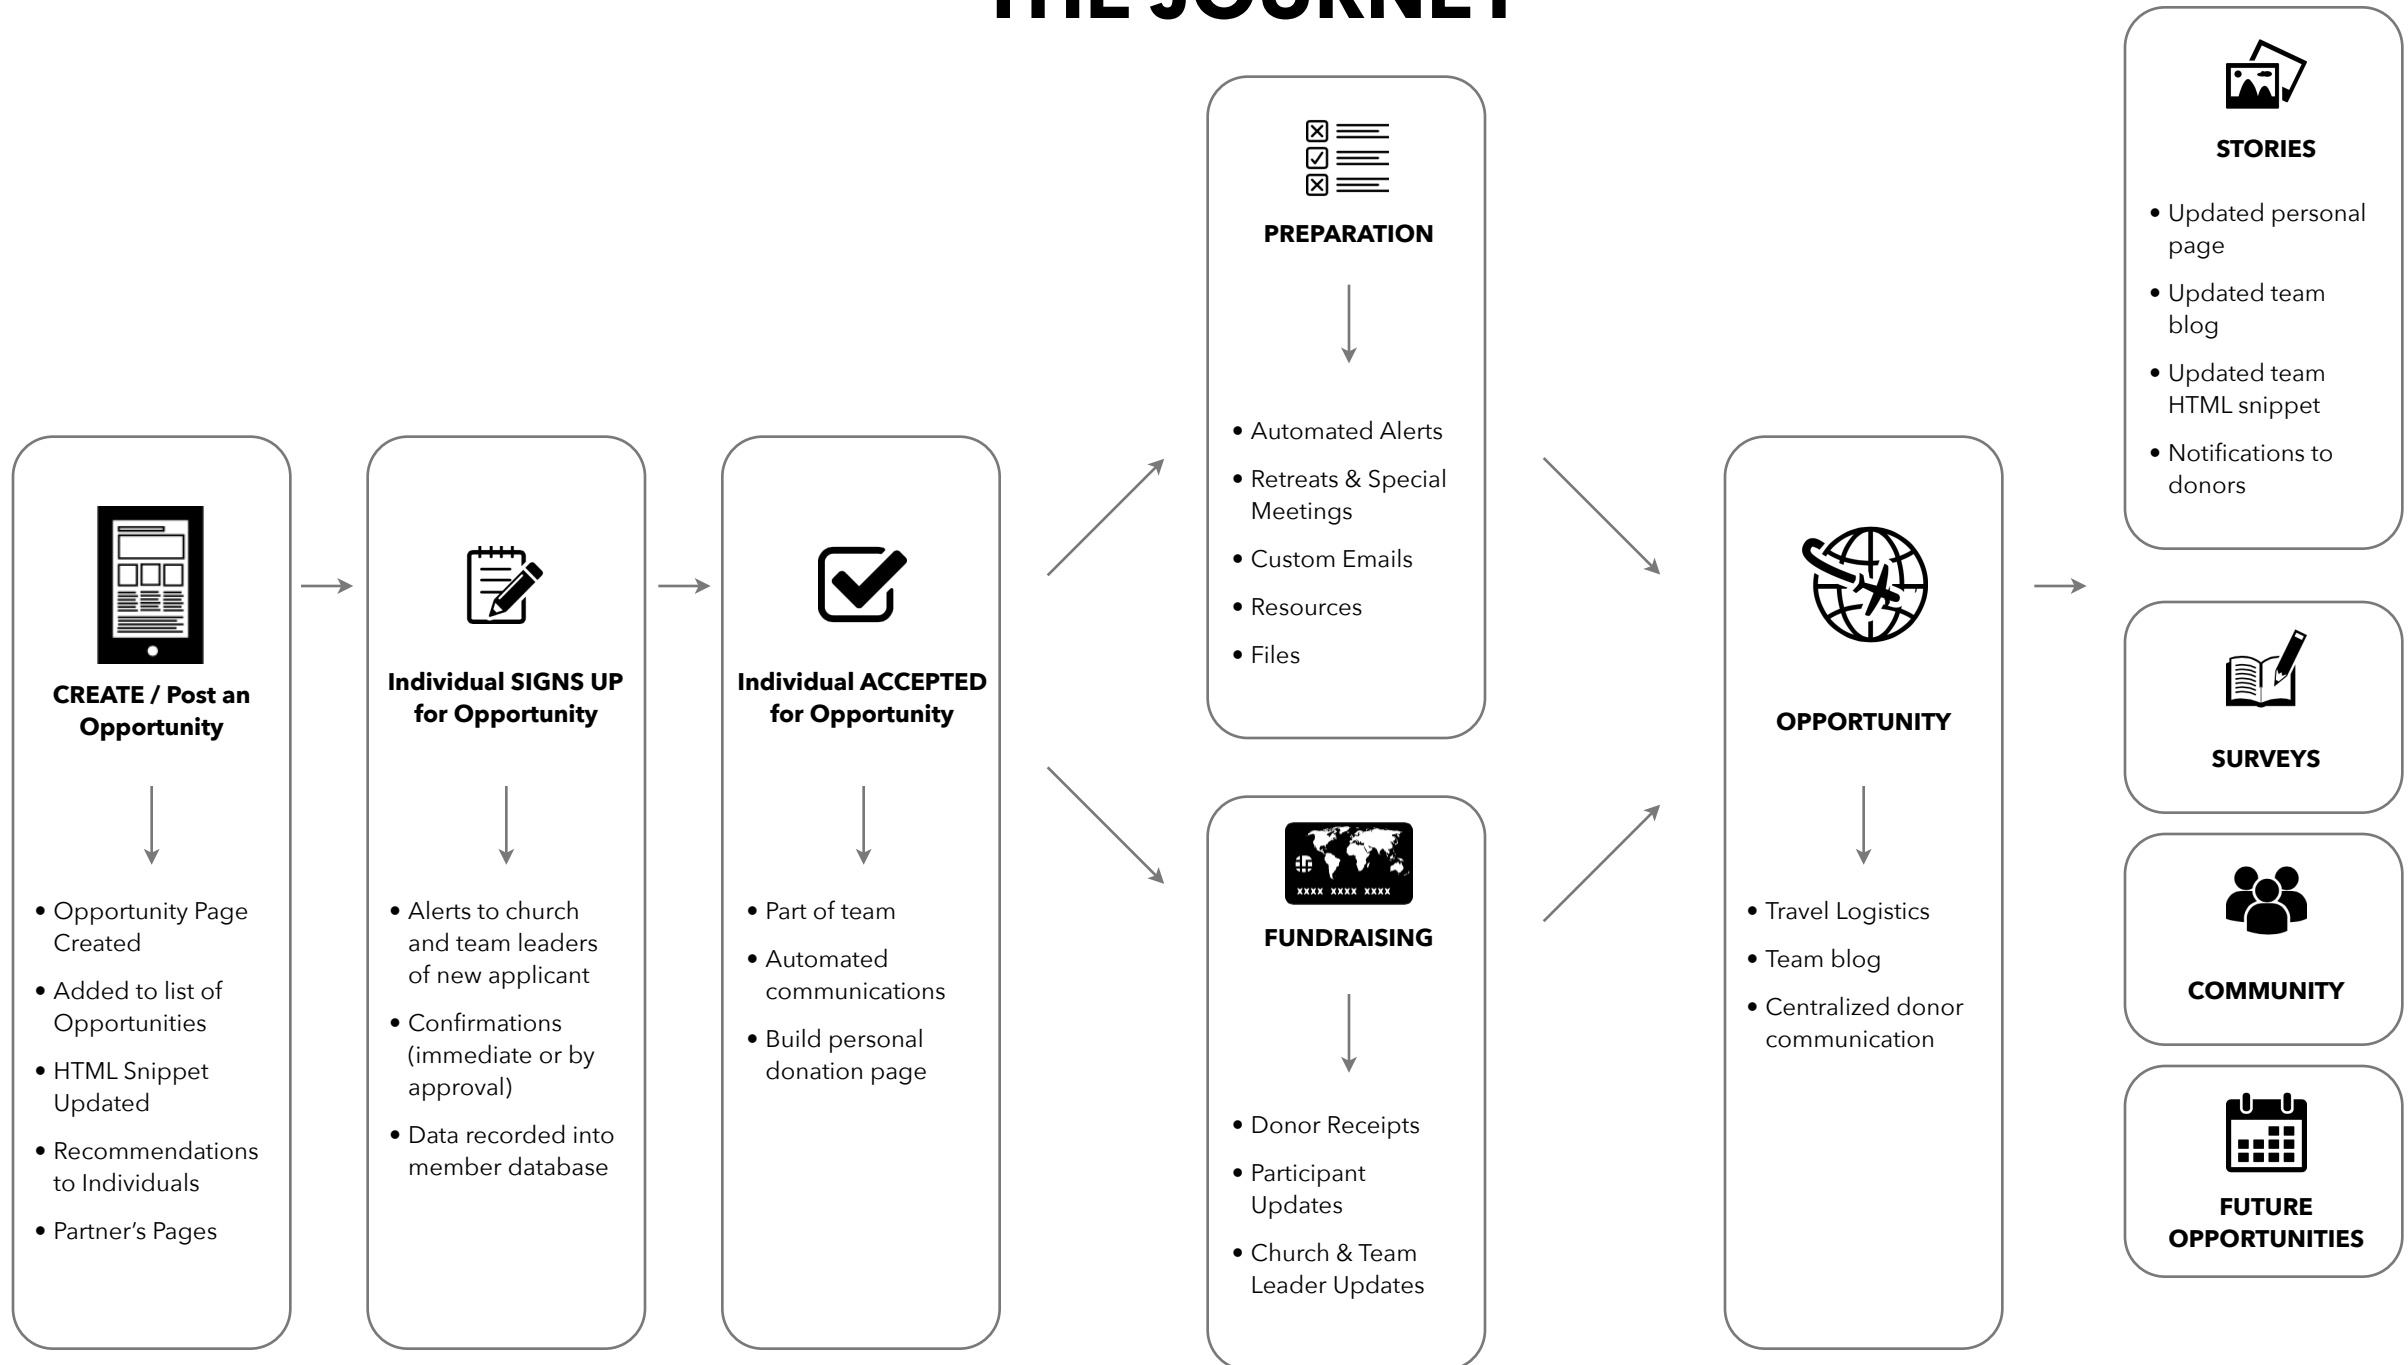 THE JOURNEY
CREATE / Post an
Opportunity
• Opportunity Page
Created
• Added to list of
Opportunities
• HTML Snippet
Updated
• Recommendations
to Individuals
• Partner’s Pages
Individual SIGNS UP
for Opportunity
• Alerts to church
and team leaders
of new applicant
• Confirmations
(immediate or by
approval)
• Data recorded into
member database
Individual ACCEPTED
for Opportunity
• Part of team
• Automated
communications
• Build personal
donation page
PREPARATION
• Automated Alerts
• Retreats & Special
Meetings
• Custom Emails
• Resources
• Files
XXXX XXXX XXXX
FUNDRAISING
• Donor Receipts
• Participant
Updates
• Church & Team
Leader Updates
OPPORTUNITY
• Travel Logistics
• Team blog
• Centralized donor
communication
STORIES
• Updated personal
page
• Updated team
blog
• Updated team
HTML snippet
• Notifications to
donors
SURVEYS
COMMUNITY
FUTURE
OPPORTUNITIES